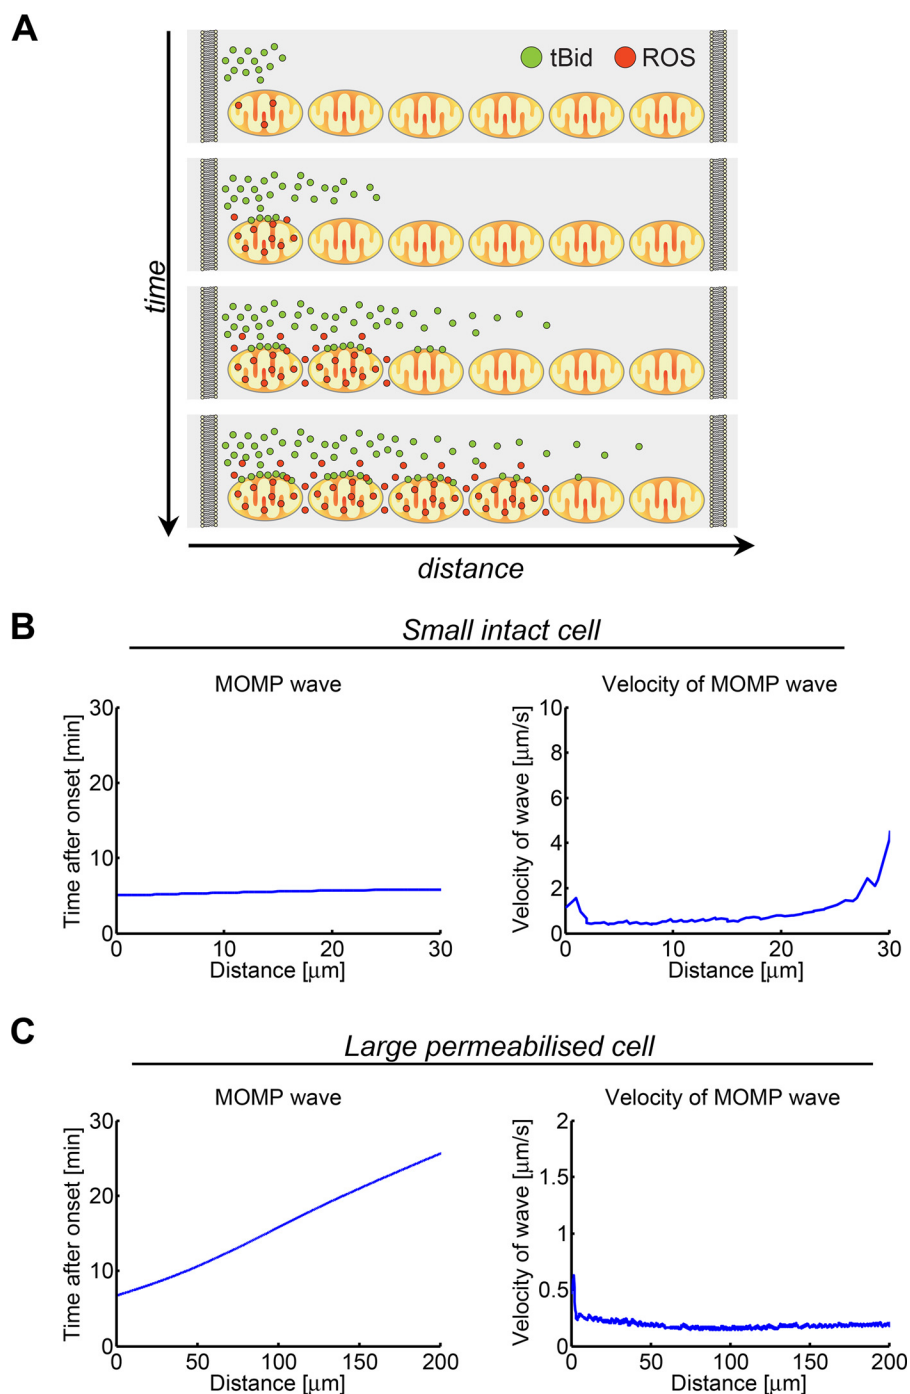 A
tBid
ROS
time
distance
B
Small intact cell
MOMP wave
Time after onset [min]
30
20
10
0
0
10
20
30
Distance [μm]
Velocity of MOMP wave
Velocity of wave [μm/s]
10
8
6
4
2
0
0
10
20
30
Distance [μm]
C
Large permeabilised cell
MOMP wave
Time after onset [min]
30
20
10
0
0
50
100
150
200
Distance [μm]
Velocity of MOMP wave
Velocity of wave [μm/s]
2
1.5
1
0.5
0
0
50
100
150
200
Distance [μm]